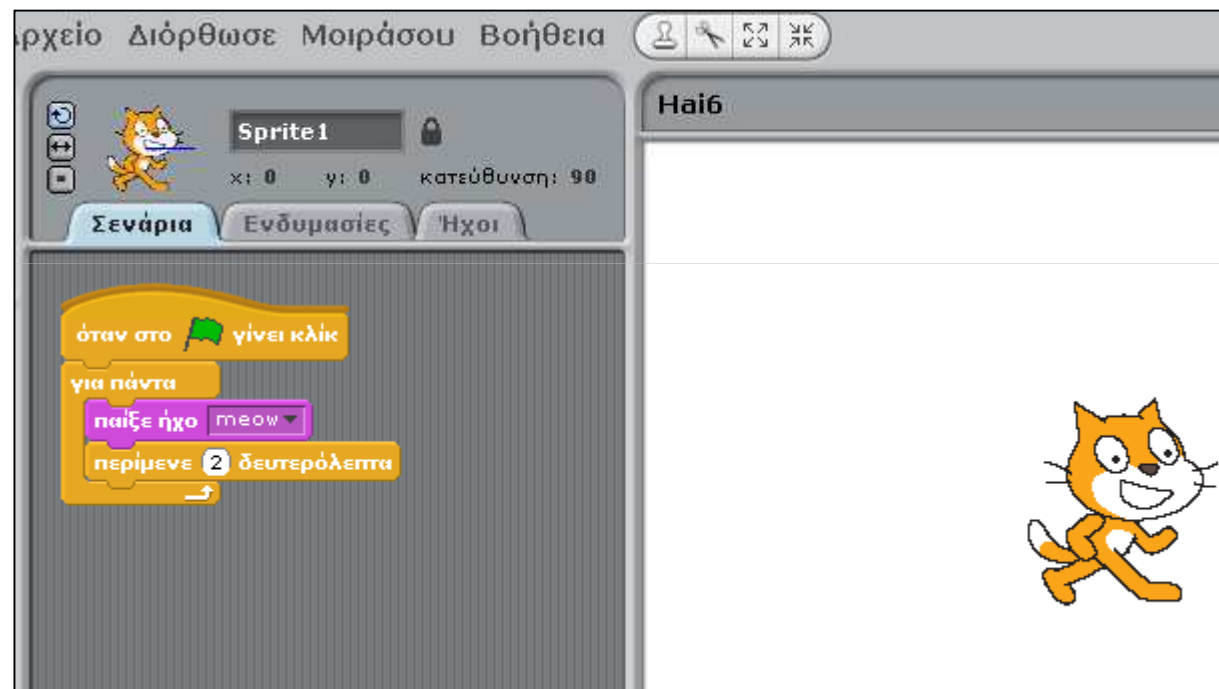 ρχείο Διόρθωσε Μοιράσου Βοήθεια
Sprite1
x: 0 y: 0 κατεύθυνση: 90
Σενάρια Ενδυμασίες Ήχοι
Hai6
όταν στο γίνει κλίκ
για πάντα
παίξε ήχο meow
περίμενε 2 δευτερόλεπτα